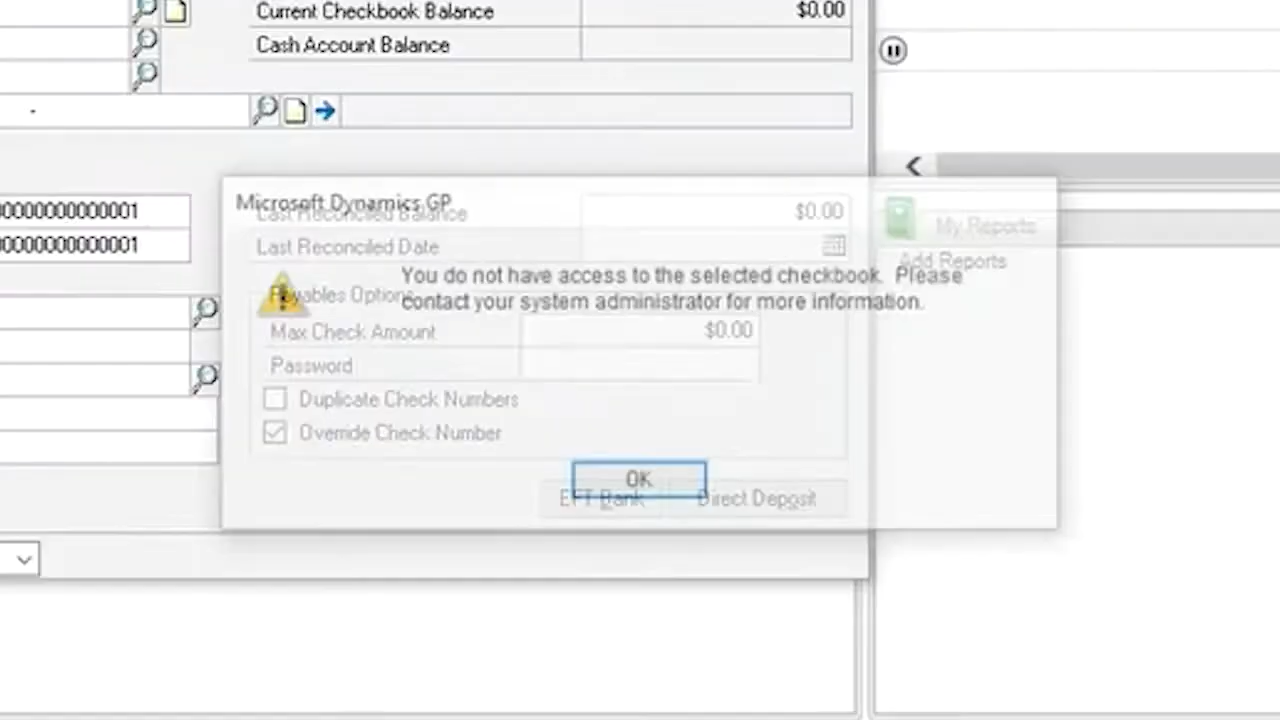 Current Checkbook Balance $0.00
Cash Account Balance
-
Microsoft Dynamics GP
00000000000001
Last Reconciled Balance $0.00
My Reports
00000000000001
Last Reconciled Date
Add Reports
You do not have access to the selected checkbook. Please
contact your system administrator for more information.
Payables Options
Max Check Amount $0.00
Password
Duplicate Check Numbers
Override Check Number
OK
EFT Bank Direct Deposit